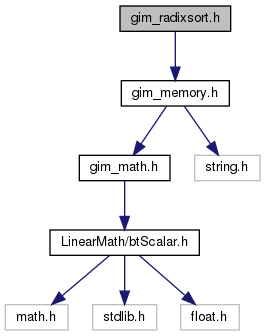 gim_radixsort.h
gim_memory.h
gim_math.h
string.h
LinearMath/btScalar.h
math.h
stdlib.h
float.h